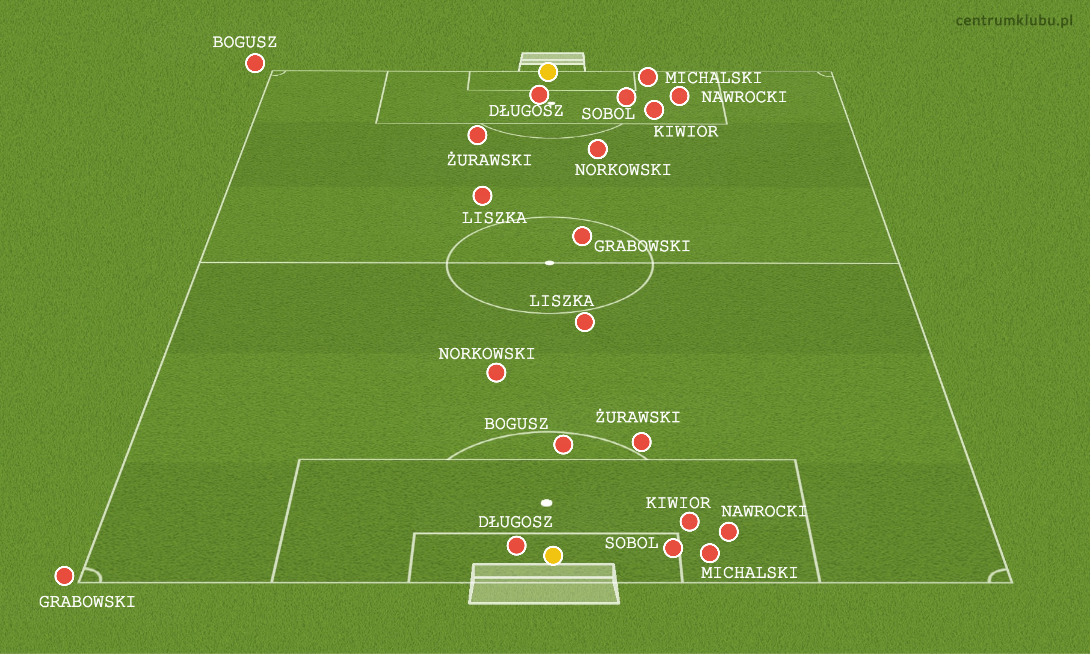 centrumklubu.pl
BOGUSZ
MICHALSKI
NAWROCKI
DŁUGOSZ
SOBOL
KIWIOR
ŻURAWSKI
NORKOWSKI
LISZKA
GRABOWSKI
LISZKA
NORKOWSKI
ŻURAWSKI
BOGUSZ
KIWIOR
NAWROCKI
DŁUGOSZ
SOBOL
MICHALSKI
GRABOWSKI